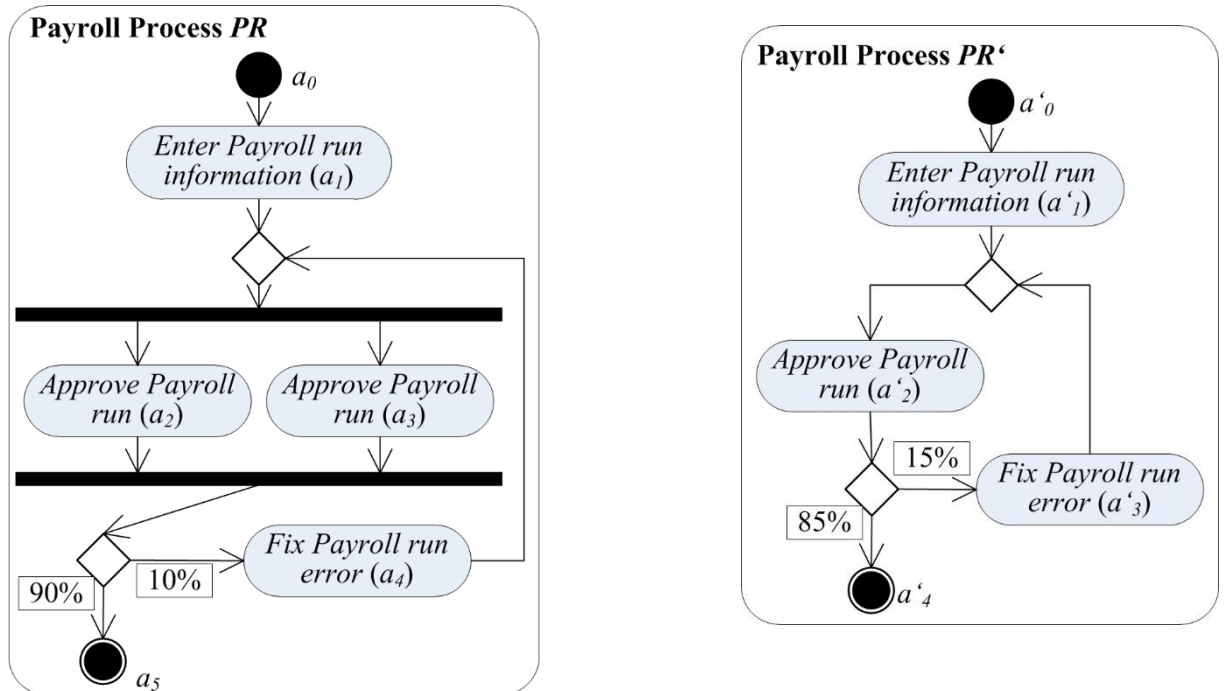 Payroll Process PR
a0
Enter Payroll run
information (a1)
Approve Payroll
run (a2)
Approve Payroll
run (a3)
90%
10%
Fix Payroll run
error (a4)
a5
Payroll Process PR‘
a‘0
Enter Payroll run
information (a‘1)
Approve Payroll
run (a‘2)
15%
85%
Fix Payroll run
error (a‘3)
a‘4